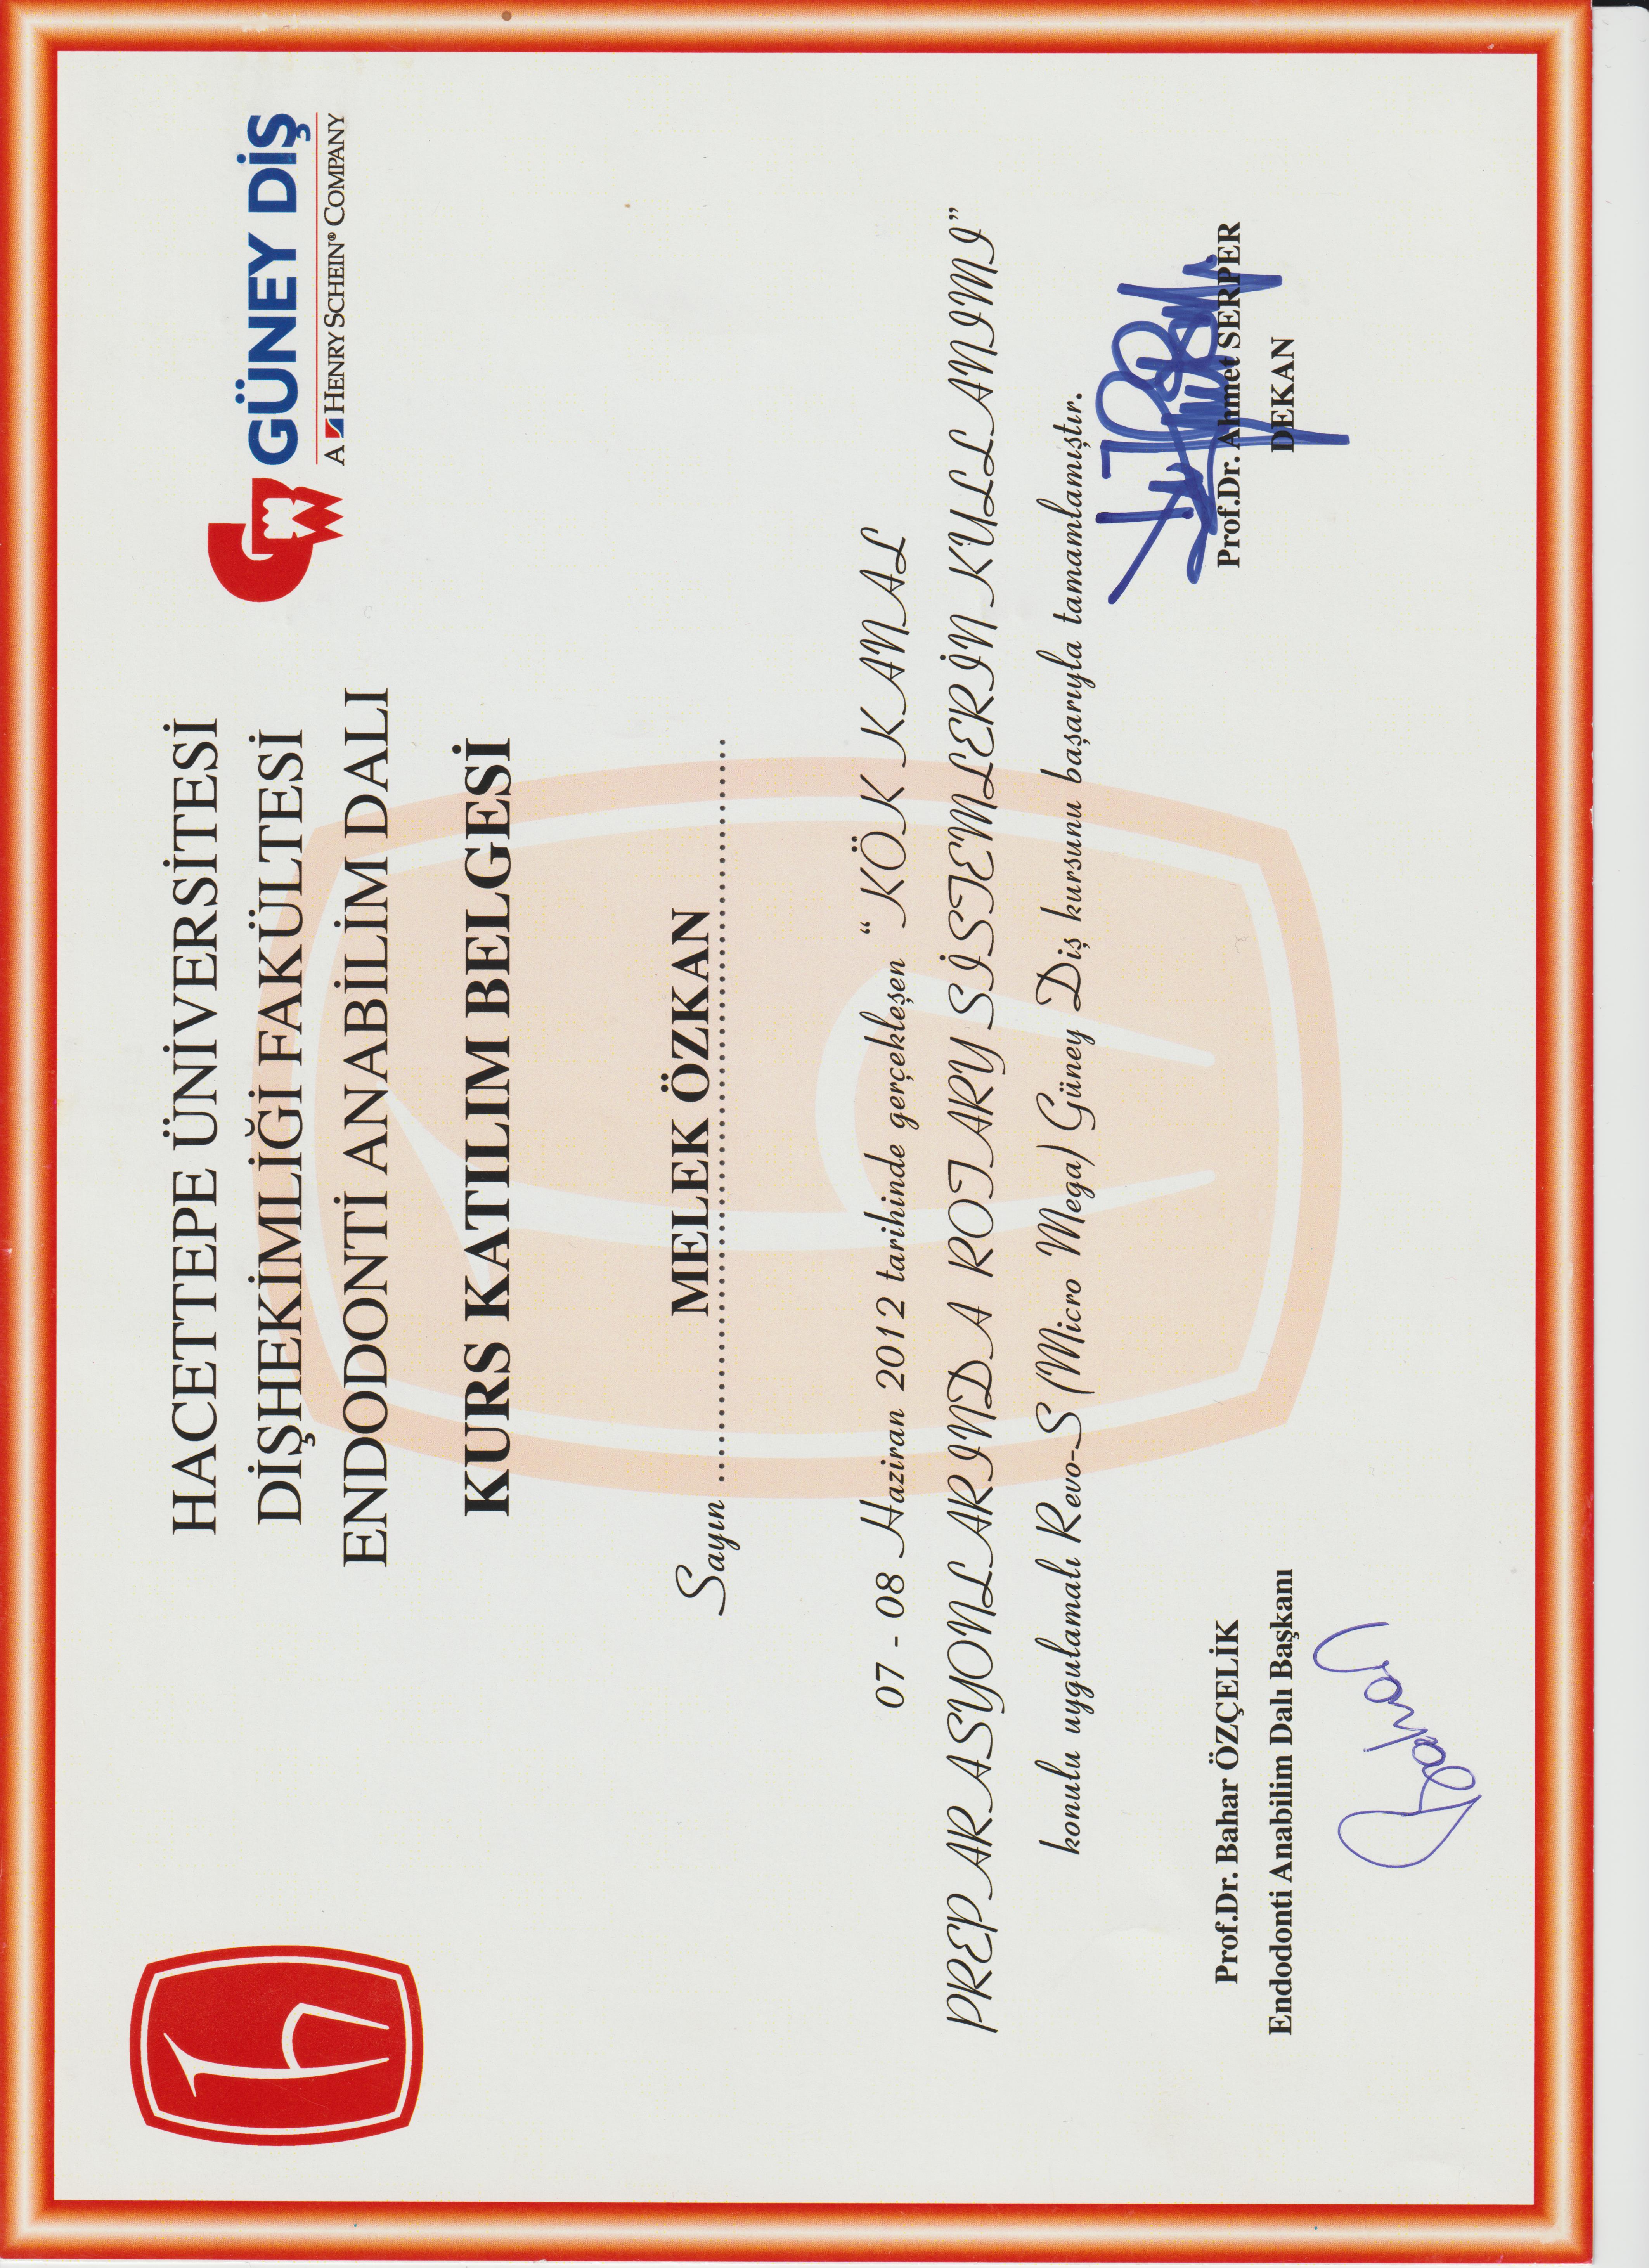 HACETTEPE ÜNİVERSİTESİ
DİŞHEKİMLİĞİ FAKÜLTESİ
ENDODONTİ ANABİLİM DALI
GÜNEY DİŞ
A HENRY SCHEIN® COMPANY
KURS KATILIM BELGESİ
Sayın ........ MELEK ÖZKAN ........
07 - 08 Haziran 2012 tarihinde gerçekleşen "KÖK KANAL
PREPARASYONLARINDA ROTARY SİSTEMLERİN KULLANIMI"
konulu uygulamalı Revo-S (Micro Mega) Güney Diş kursunu başarıyla tamamlamıştır.
Prof.Dr. Bahar ÖZÇELİK
Endodonti Anabilim Dalı Başkanı
Bahar
Prof.Dr. Ahmet SERPER
DEKAN